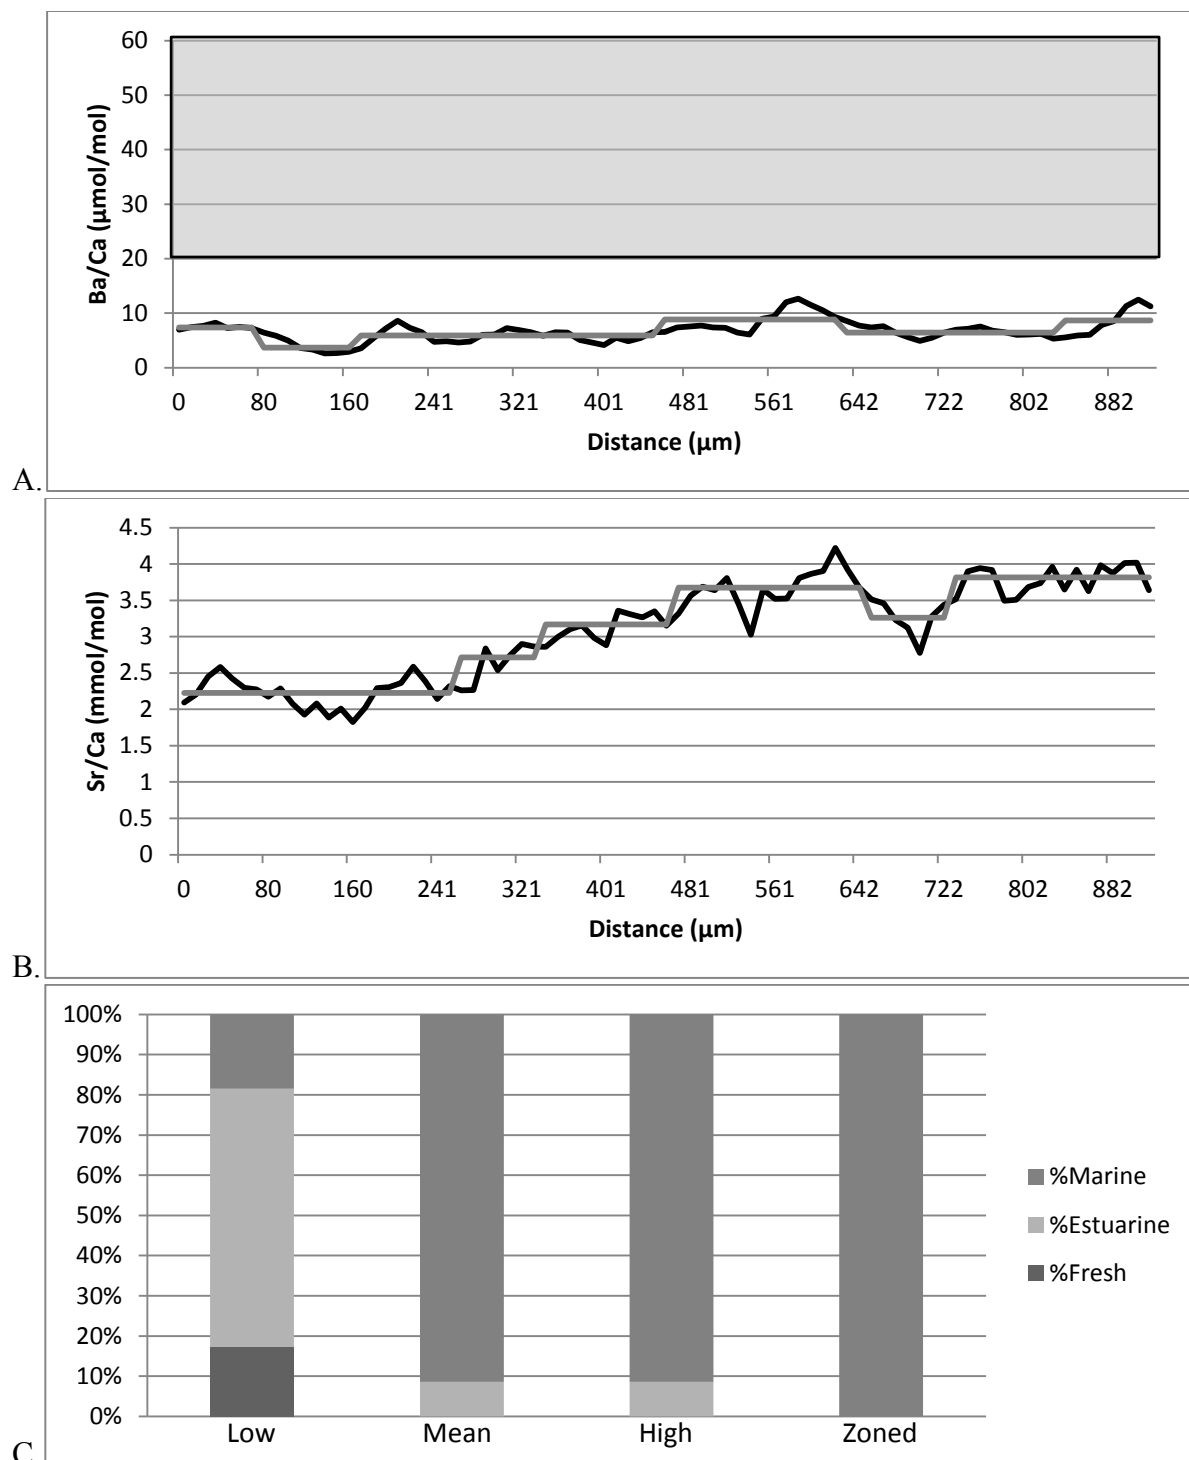 60
50
40
30
20
10
0
Ba/Ca (µmol/mol)
0 80 160 241 321 401 481 561 642 722 802 882
Distance (µm)
A.
4.5
4
3.5
3
2.5
2
1.5
1
0.5
0
Sr/Ca (mmol/mol)
0 80 160 241 321 401 481 561 642 722 802 882
Distance (µm)
B.
100%
90%
80%
70%
60%
50%
40%
30%
20%
10%
0%
Low Mean High Zoned
%Marine
%Estuarine
%Fresh
C